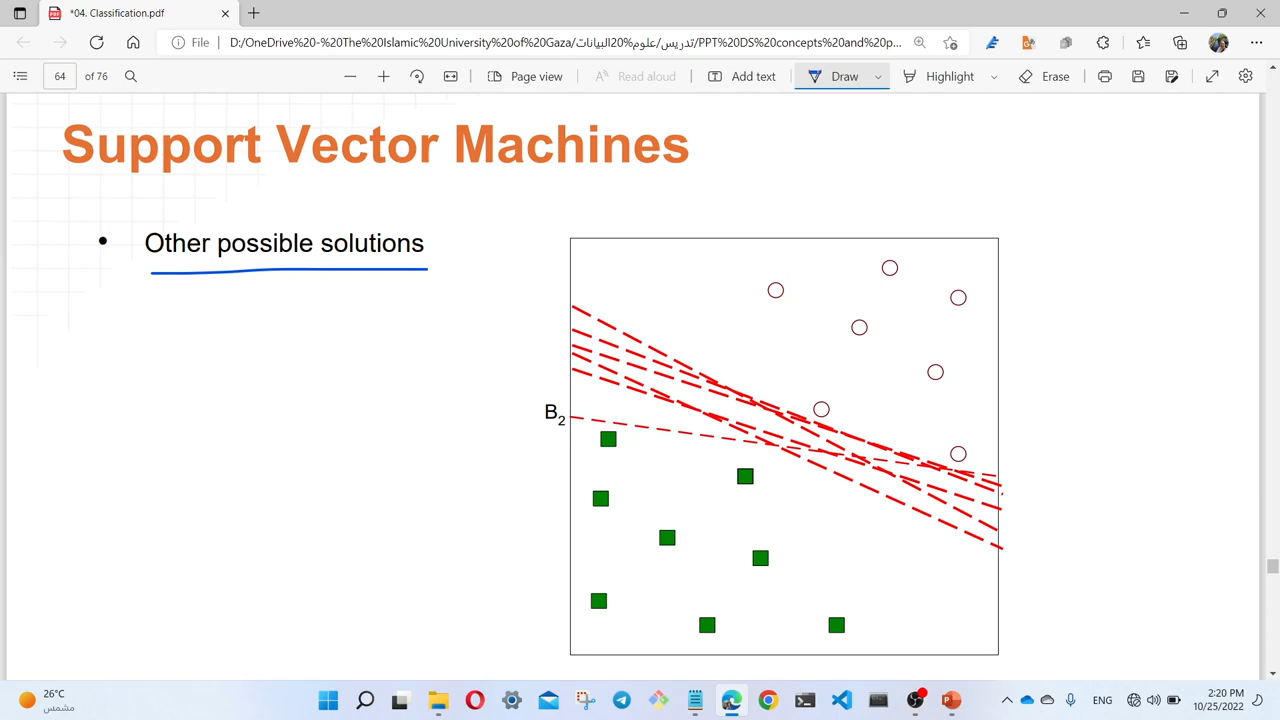 *04. Classification.pdf
File
D:/OneDrive%20-%20The%20Islamic%20University%20of%20Gaza/تدريس/علوم%20البيانات/PPT%20DS%20concepts%20and%20p...
64 of 76
Page view
Read aloud
Add text
Draw
Highlight
Erase
Support Vector Machines
• Other possible solutions
B2
26°C
مشمس
ENG
2:20 PM
10/25/2022